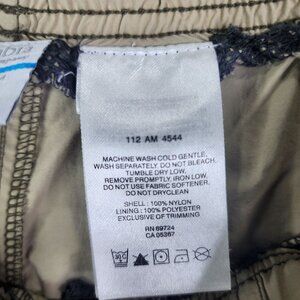 112 AM 4544
MACHINE WASH COLD GENTLE,
WASH SEPARATELY. DO NOT BLEACH.
TUMBLE DRY LOW.
REMOVE PROMPTLY, IRON LOW.
DO NOT USE FABRIC SOFTENER.
DO NOT DRYCLEAN.
SHELL : 100% NYLON
LINING : 100% POLYESTER
EXCLUSIVE OF TRIMMING
RN 69724
CA 05367